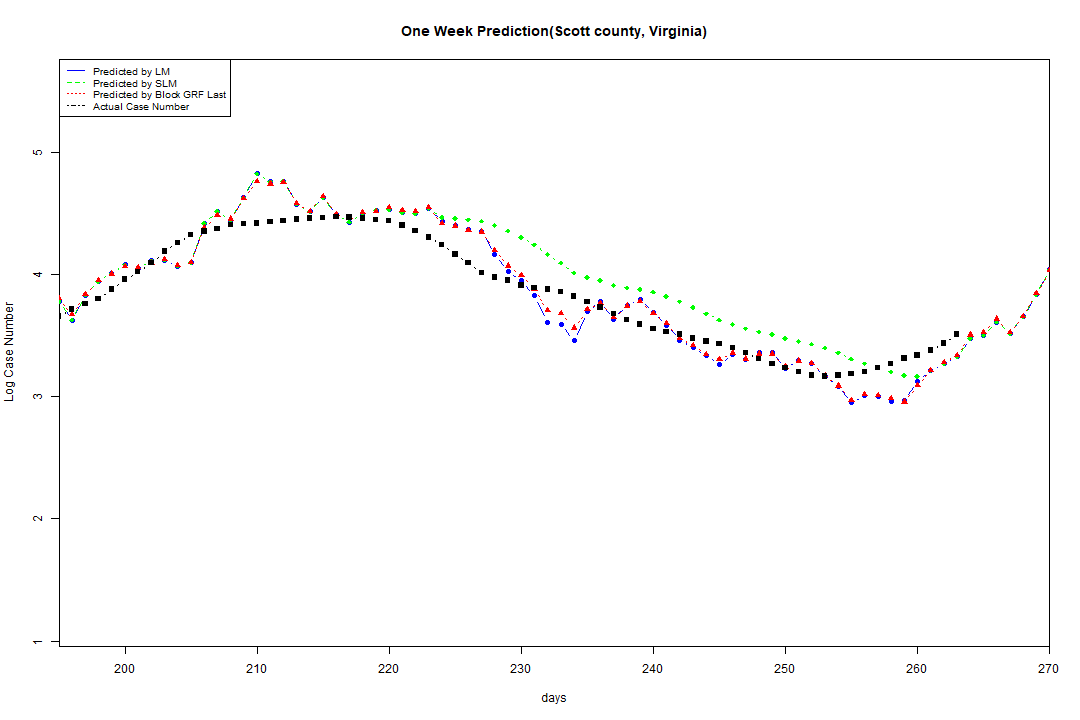 One Week Prediction(Scott county, Virginia)
Predicted by LM
Predicted by SLM
Predicted by Block GRF Last
Actual Case Number
5
4
3
2
1
Log Case Number
200 210 220 230 240 250 260 270
days